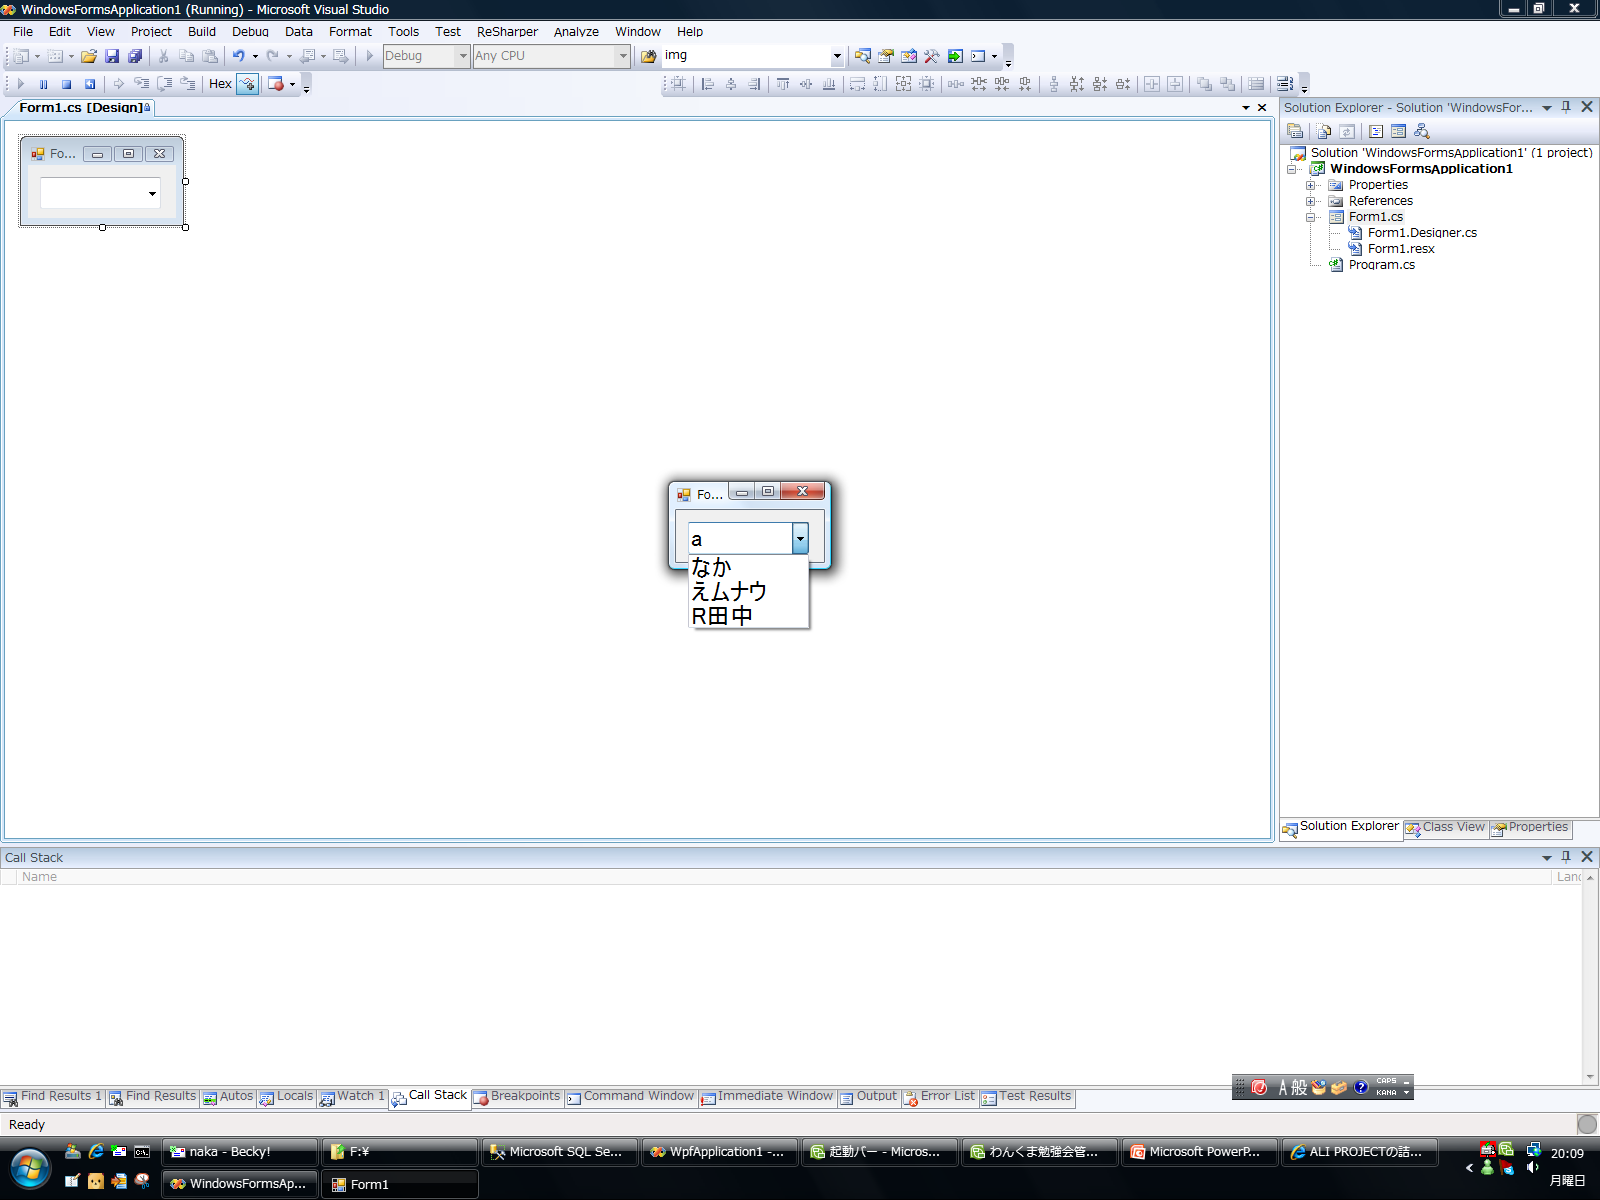 WindowsFormsApplication1 (Running) - Microsoft Visual Studio
File Edit View Project Build Debug Data Format Tools Test ReSharper Analyze Window Help
Debug Any CPU img
Hex
Form1.cs [Design]
Solution Explorer - Solution 'WindowsFor...
Fo...
Solution 'WindowsFormsApplication1' (1 project)
WindowsFormsApplication1
Properties
References
Form1.cs
Form1.Designer.cs
Form1.resx
Program.cs
Fo...
a
なか
えムナウ
R田中
Solution Explorer Class View Properties
Call Stack
Name Lang
Find Results 1 Find Results Autos Locals Watch 1 Call Stack Breakpoints Command Window Immediate Window Output Error List Test Results
A 般 CAPS KANA
Ready
naka - Becky! F:¥ Microsoft SQL Se... WpfApplication1 -... 起動バー - Micros... わんくま勉強会管... Microsoft PowerP... ALI PROJECTの詰...
20:09
WindowsFormsAp... Form1
月曜日